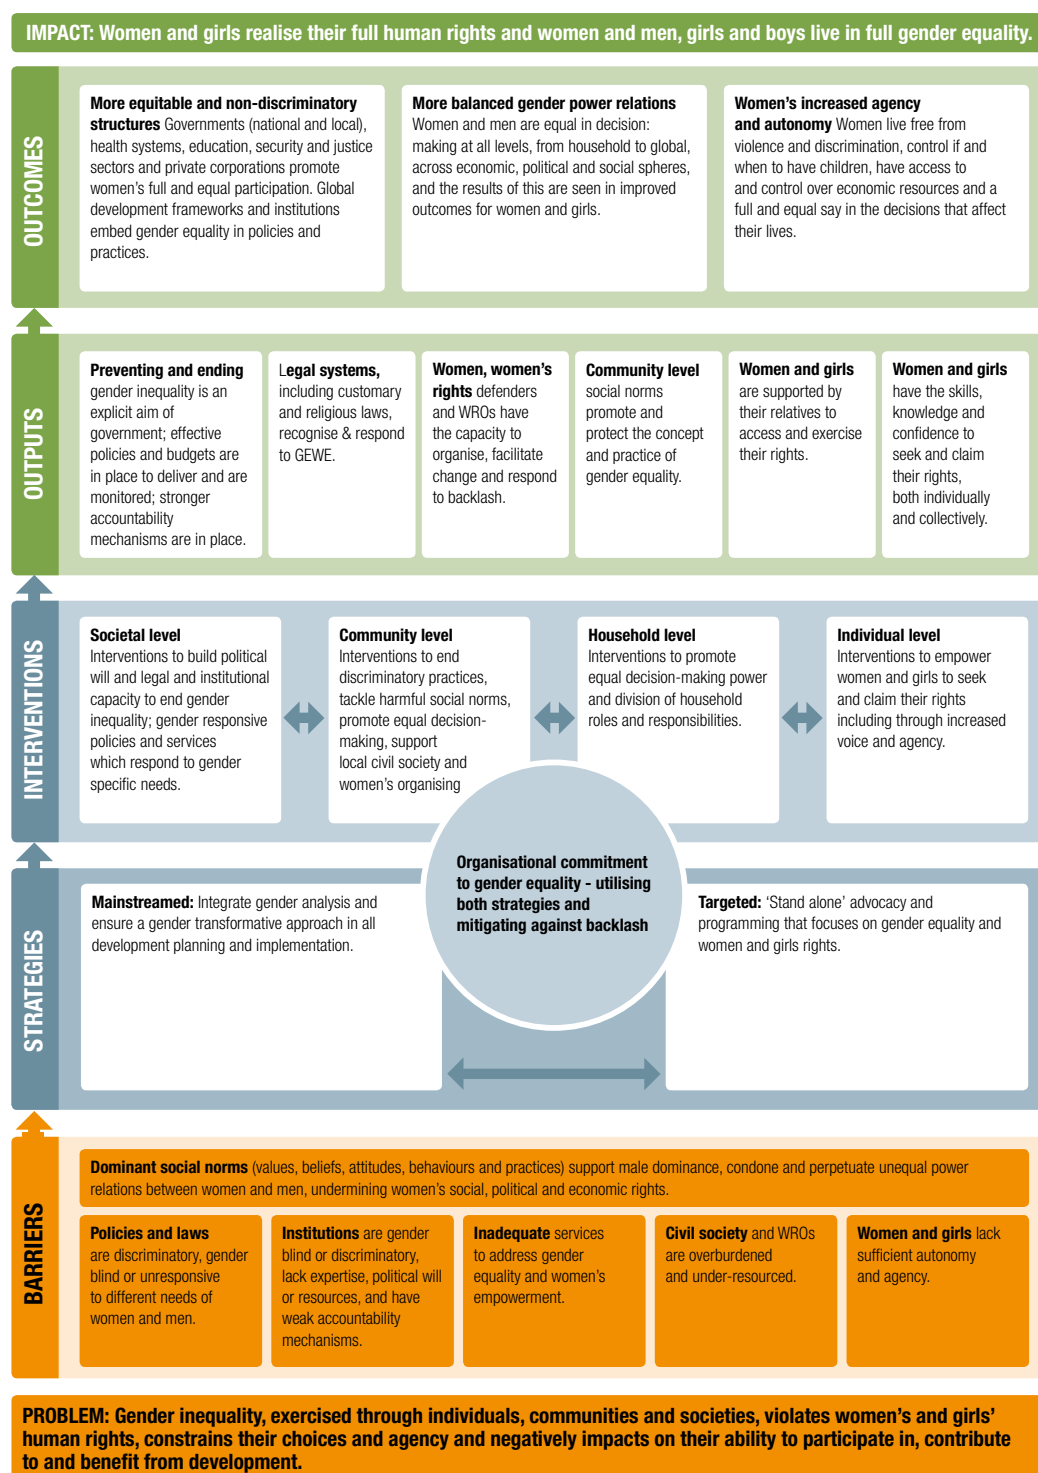 IMPACT: Women and girls realise their full human rights and women and men, girls and boys live in full gender equality.
OUTCOMES
More equitable and non-discriminatory
structures Governments (national and local),
health systems, education, security and justice
sectors and private corporations promote
women's full and equal participation. Global
development frameworks and institutions
embed gender equality in policies and
practices.
More balanced gender power relations
Women and men are equal in decision:
making at all levels, from household to global,
across economic, political and social spheres,
and the results of this are seen in improved
outcomes for women and girls.
Women's increased agency
and autonomy Women live free from
violence and discrimination, control if and
when to have children, have access to
and control over economic resources and a
full and equal say in the decisions that affect
their lives.
OUTPUTS
Preventing and ending
gender inequality is an
explicit aim of
government; effective
policies and budgets are
in place to deliver and are
monitored; stronger
accountability
mechanisms are in place.
Legal systems,
including customary
and religious laws,
recognise & respond
to GEWE.
Women, women's
rights defenders
and WROs have
the capacity to
organise, facilitate
change and respond
to backlash.
Community level
social norms
promote and
protect the concept
and practice of
gender equality.
Women and girls
are supported by
their relatives to
access and exercise
their rights.
Women and girls
have the skills,
knowledge and
confidence to
seek and claim
their rights,
both individually
and collectively.
INTERVENTIONS
Societal level
Interventions to build political
will and legal and institutional
capacity to end gender
inequality; gender responsive
policies and services
which respond to gender
specific needs.
Community level
Interventions to end
discriminatory practices,
tackle harmful social norms,
promote equal decision-
making, support
local civil society and
women's organising
Household level
Interventions to promote
equal decision-making power
and division of household
roles and responsibilities.
Individual level
Interventions to empower
women and girls to seek
and claim their rights
including through increased
voice and agency.
Organisational commitment
to gender equality - utilising
both strategies and
mitigating against backlash
STRATEGIES
Mainstreamed: Integrate gender analysis and
ensure a gender transformative approach in all
development planning and implementation.
Targeted: 'Stand alone' advocacy and
programming that focuses on gender equality and
women and girls rights.
BARRIERS
Dominant social norms (values, beliefs, attitudes, behaviours and practices) support male dominance, condone and perpetuate unequal power
relations between women and men, undermining women's social, political and economic rights.
Policies and laws
are discriminatory, gender
blind or unresponsive
to different needs of
women and men.
Institutions are gender
blind or discriminatory,
lack expertise, political will
or resources, and have
weak accountability
mechanisms.
Inadequate services
to address gender
equality and women's
empowerment.
Civil society and WROs
are overburdened
and under-resourced.
Women and girls lack
sufficient autonomy
and agency.
PROBLEM: Gender inequality, exercised through individuals, communities and societies, violates women's and girls'
human rights, constrains their choices and agency and negatively impacts on their ability to participate in, contribute
to and benefit from development.